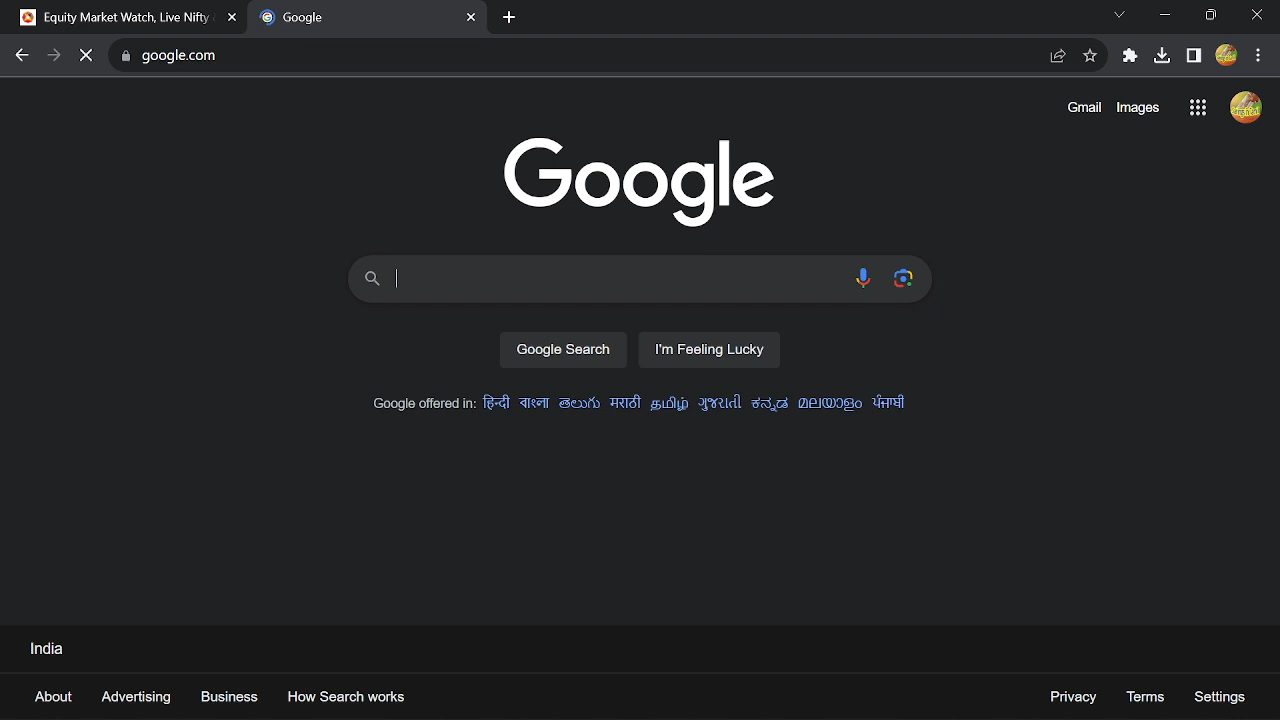 Equity Market Watch, Live Nifty
Google
google.com
Gmail Images
Google
Google Search I'm Feeling Lucky
Google offered in: हिन्दी বাংলা తెలుగు मराठी தமிழ் ગુજરાતી ಕನ್ನಡ മലയാളം ਪੰਜਾਬੀ
India
About Advertising Business How Search works Privacy Terms Settings